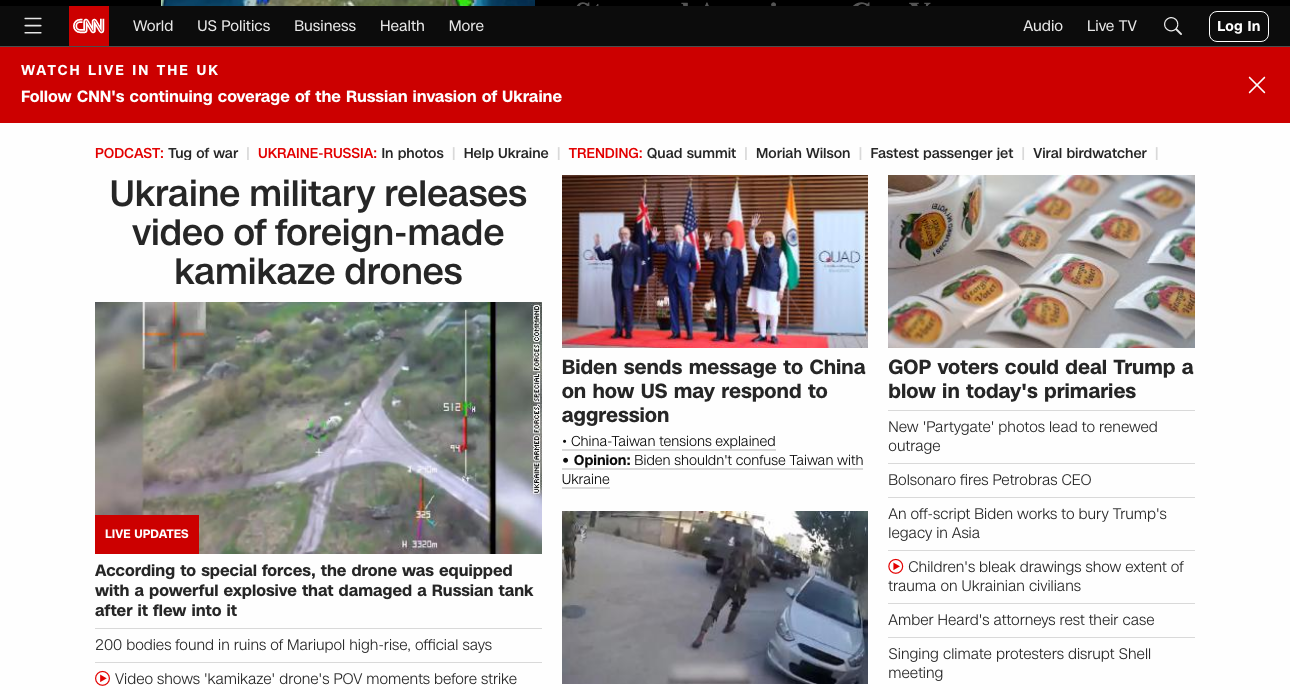 CNN
World US Politics Business Health More
Audio Live TV Log In
WATCH LIVE IN THE UK
Follow CNN's continuing coverage of the Russian invasion of Ukraine
PODCAST: Tug of war | UKRAINE-RUSSIA: In photos | Help Ukraine | TRENDING: Quad summit | Moriah Wilson | Fastest passenger jet | Viral birdwatcher |
Ukraine military releases
video of foreign-made
kamikaze drones
512 H
94
325
H 3320m
UKRAINE ARMED FORCES, SPECIAL FORCES COMMAND
LIVE UPDATES
According to special forces, the drone was equipped
with a powerful explosive that damaged a Russian tank
after it flew into it
200 bodies found in ruins of Mariupol high-rise, official says
Video shows 'kamikaze' drone's POV moments before strike
QUAD
Biden sends message to China
on how US may respond to
aggression
• China-Taiwan tensions explained
• Opinion: Biden shouldn't confuse Taiwan with
Ukraine
GOP voters could deal Trump a
blow in today's primaries
New 'Partygate' photos lead to renewed
outrage
Bolsonaro fires Petrobras CEO
An off-script Biden works to bury Trump's
legacy in Asia
Children's bleak drawings show extent of
trauma on Ukrainian civilians
Amber Heard's attorneys rest their case
Singing climate protesters disrupt Shell
meeting